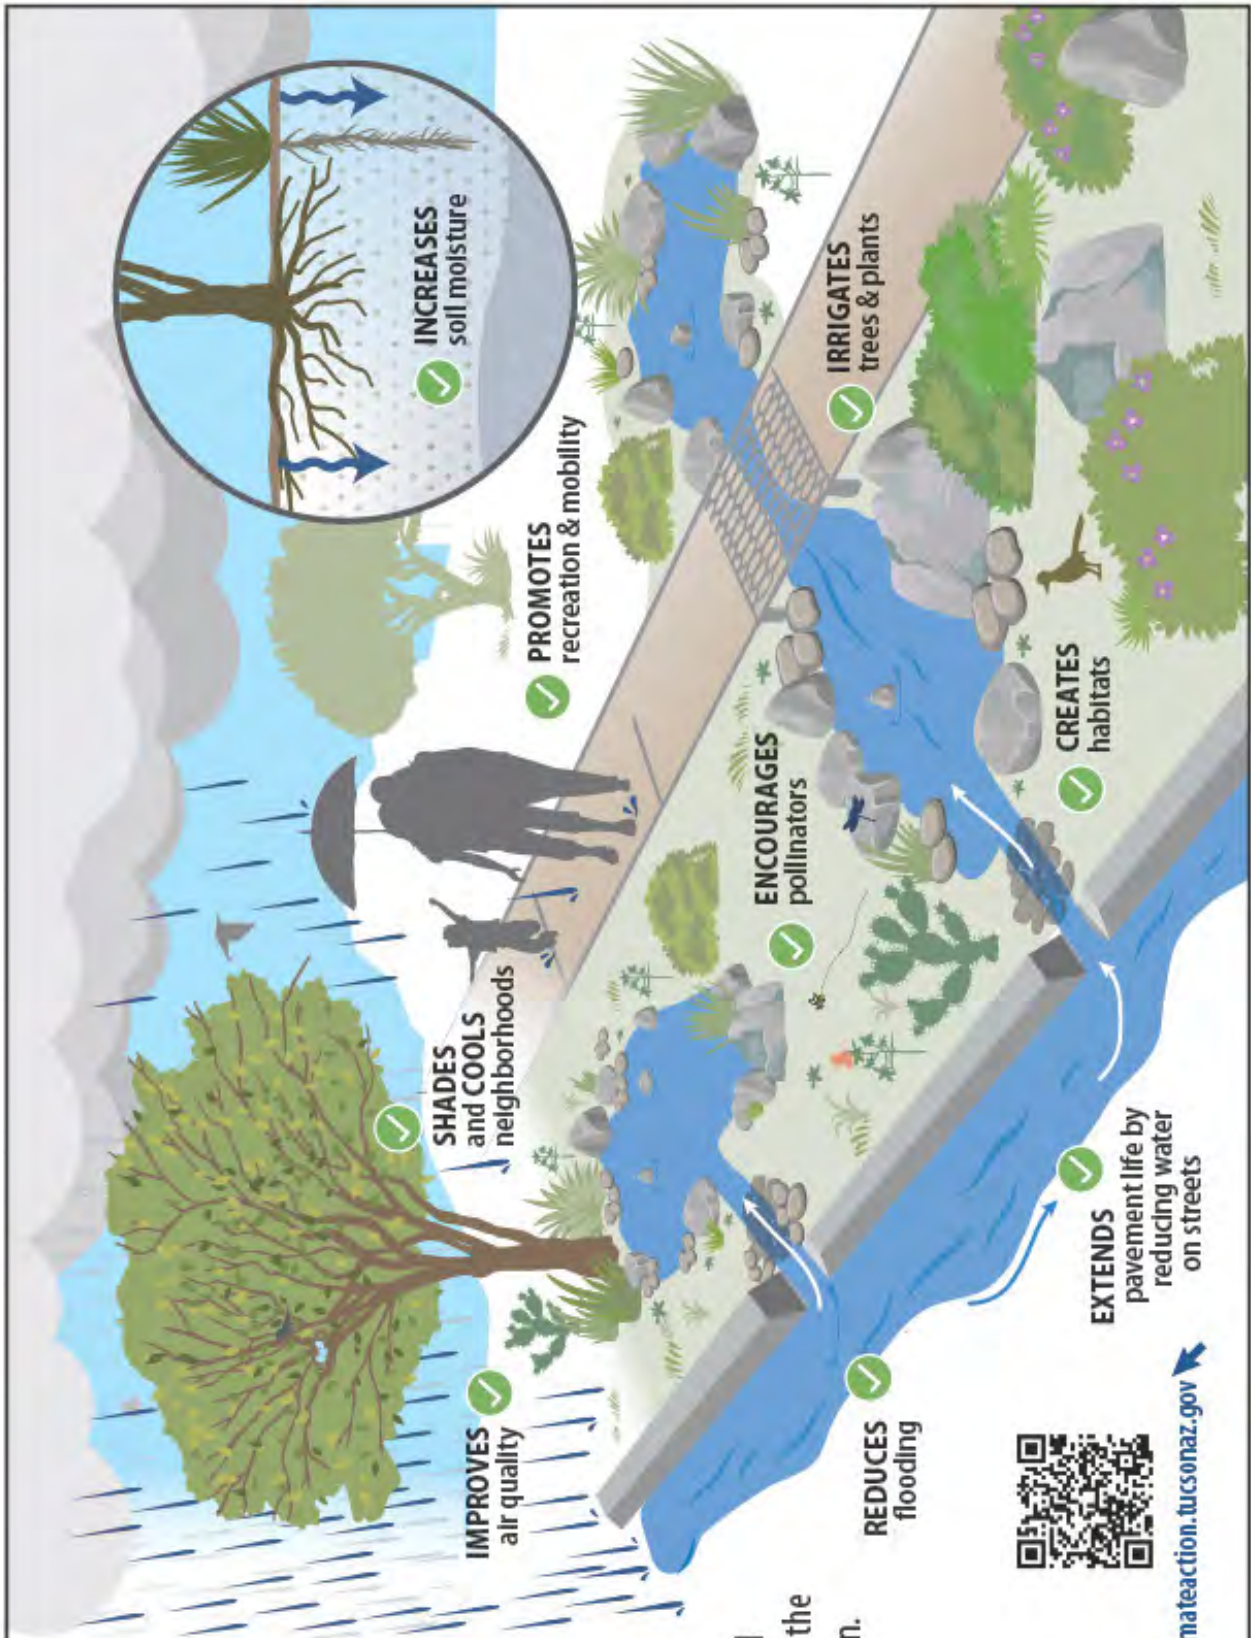 INCREASES
soil moisture
PROMOTES
recreation & mobility
SHADES
and COOLS
neighborhoods
IMPROVES
air quality
IRRIGATES
trees & plants
ENCOURAGES
pollinators
CREATES
habitats
REDUCES
flooding
EXTENDS
pavement life by
reducing water
on streets
the
n.
mateaction.tucsonaz.gov